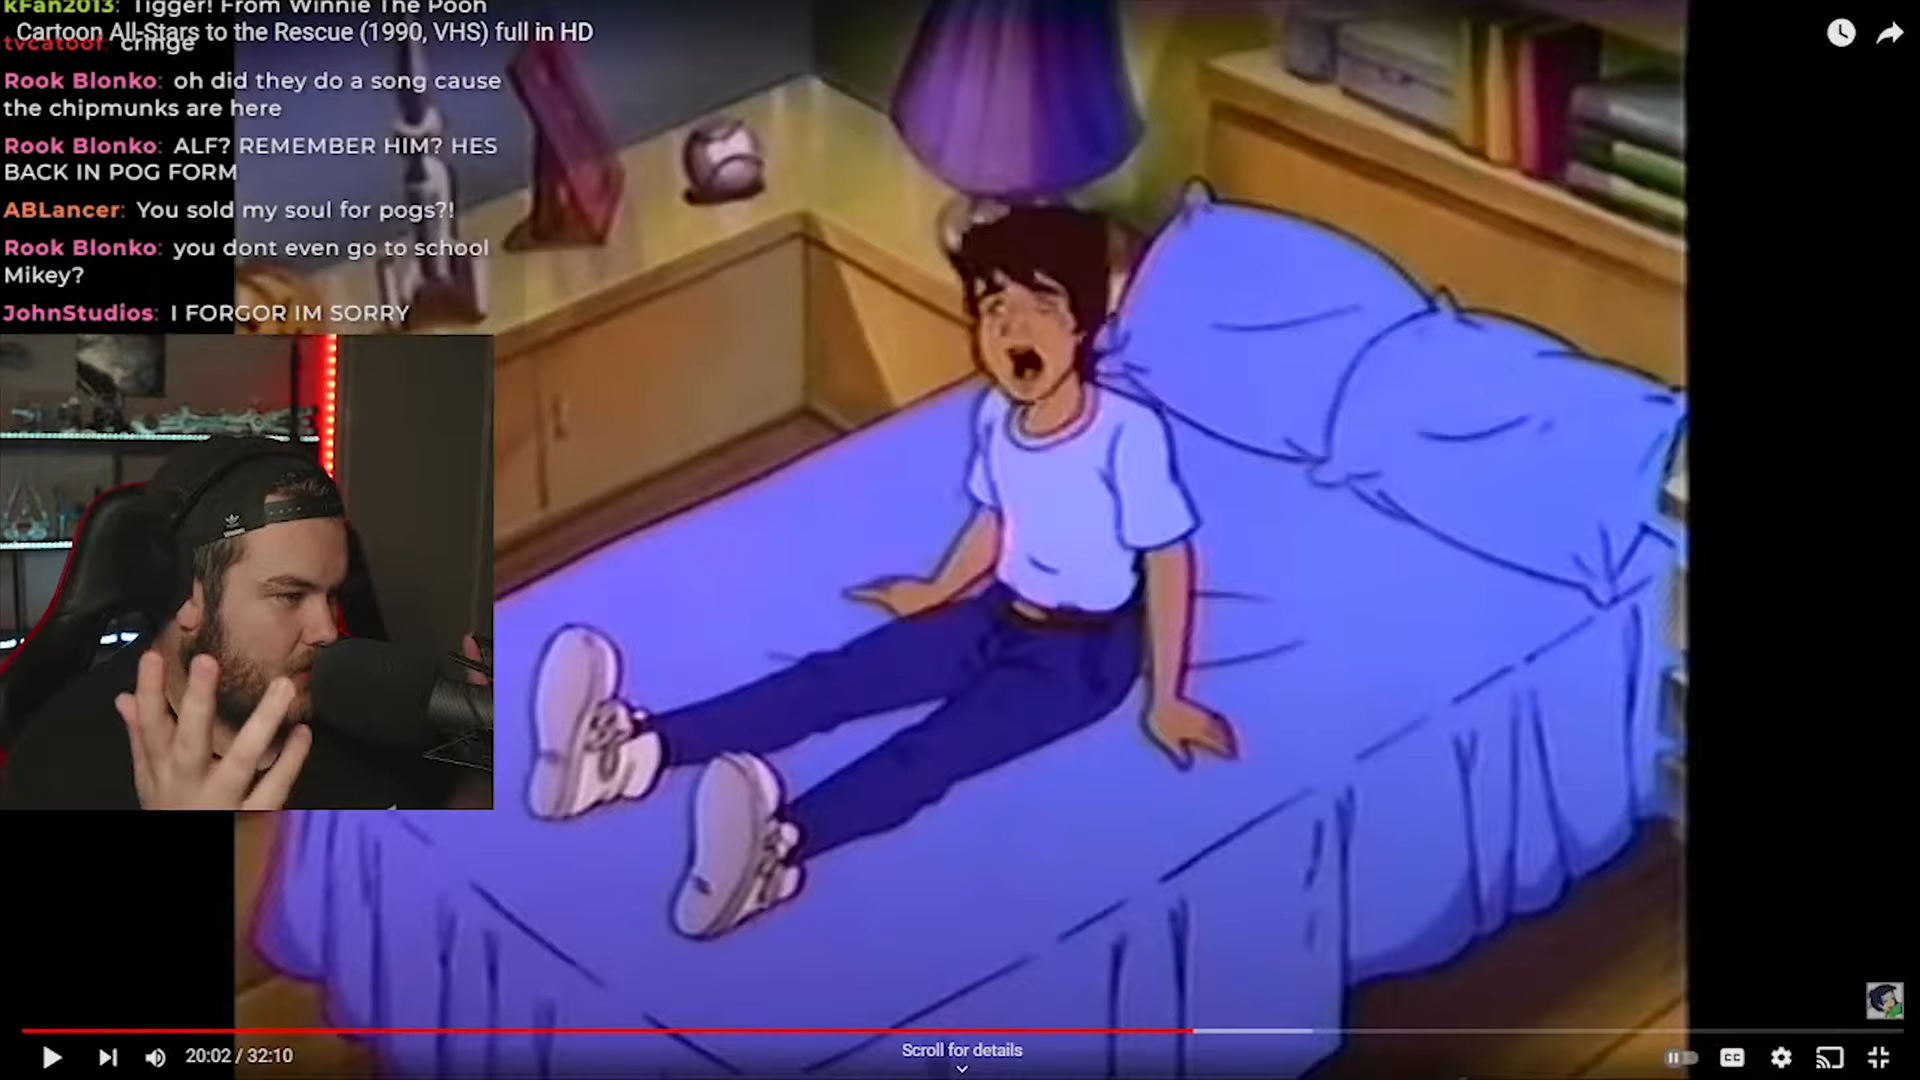 kFan2013: Tigger! From Winnie The Pooh
Cartoon All-Stars to the Rescue (1990, VHS) full in HD
tvcatoof: cringe
Rook Blonko: oh did they do a song cause
the chipmunks are here
Rook Blonko: ALF? REMEMBER HIM? HES
BACK IN POG FORM
ABLancer: You sold my soul for pogs?!
Rook Blonko: you dont even go to school
Mikey?
JohnStudios: I FORGOR IM SORRY
20:02 / 32:10
Scroll for details
CC